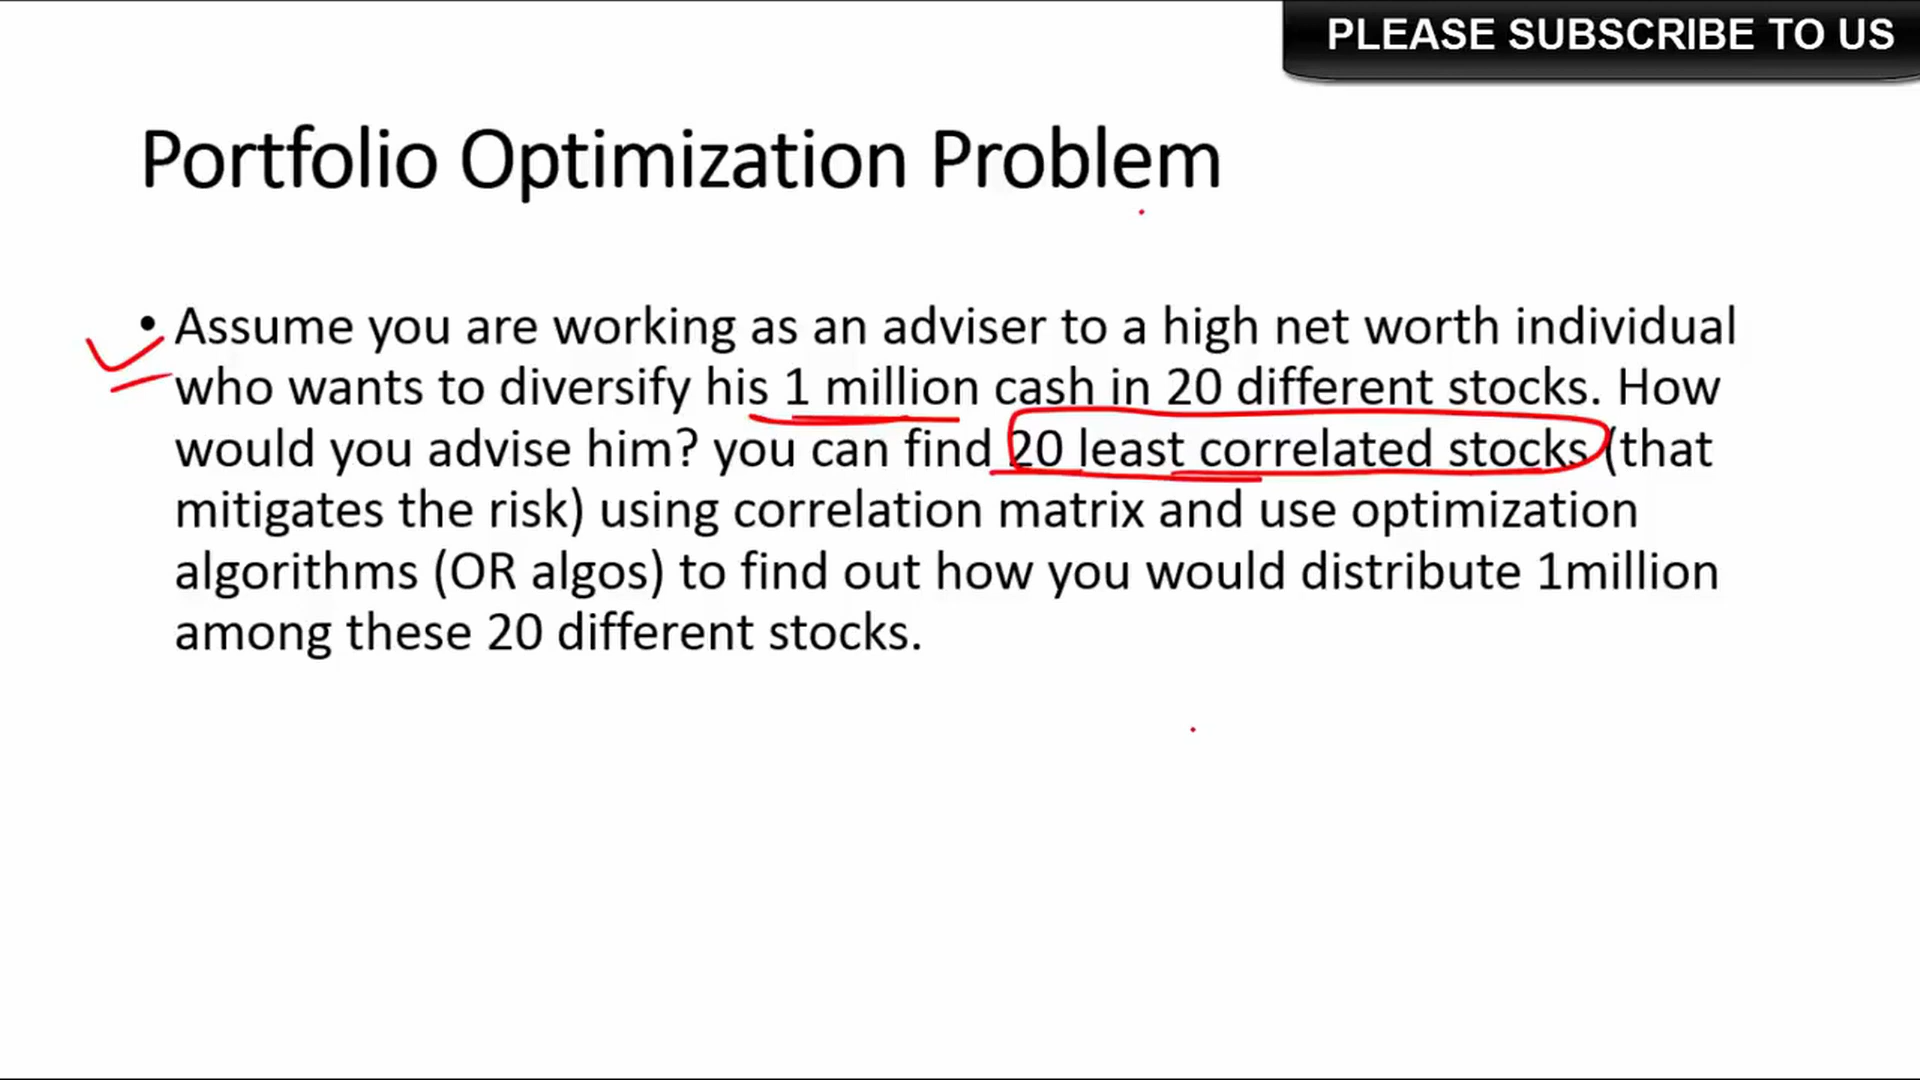 PLEASE SUBSCRIBE TO US
Portfolio Optimization Problem
• Assume you are working as an adviser to a high net worth individual
who wants to diversify his 1 million cash in 20 different stocks. How
would you advise him? you can find 20 least correlated stocks (that
mitigates the risk) using correlation matrix and use optimization
algorithms (OR algos) to find out how you would distribute 1million
among these 20 different stocks.